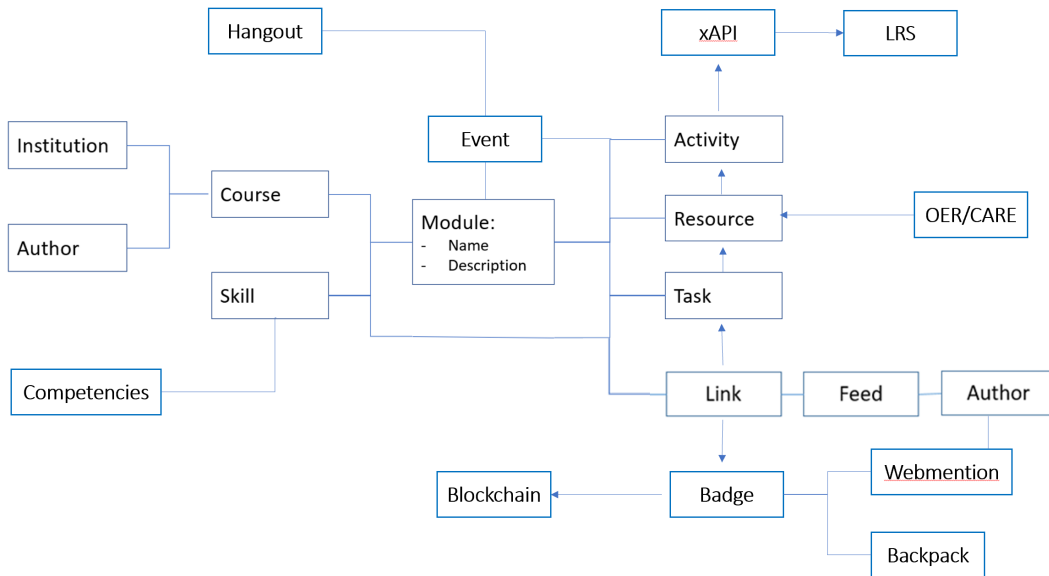 Hangout
xAPI
LRS
Event
Activity
Institution
Course
Module:
- Name
- Description
Resource
OER/CARE
Author
Skill
Task
Competencies
Link
Feed
Author
Webmention
Blockchain
Badge
Backpack